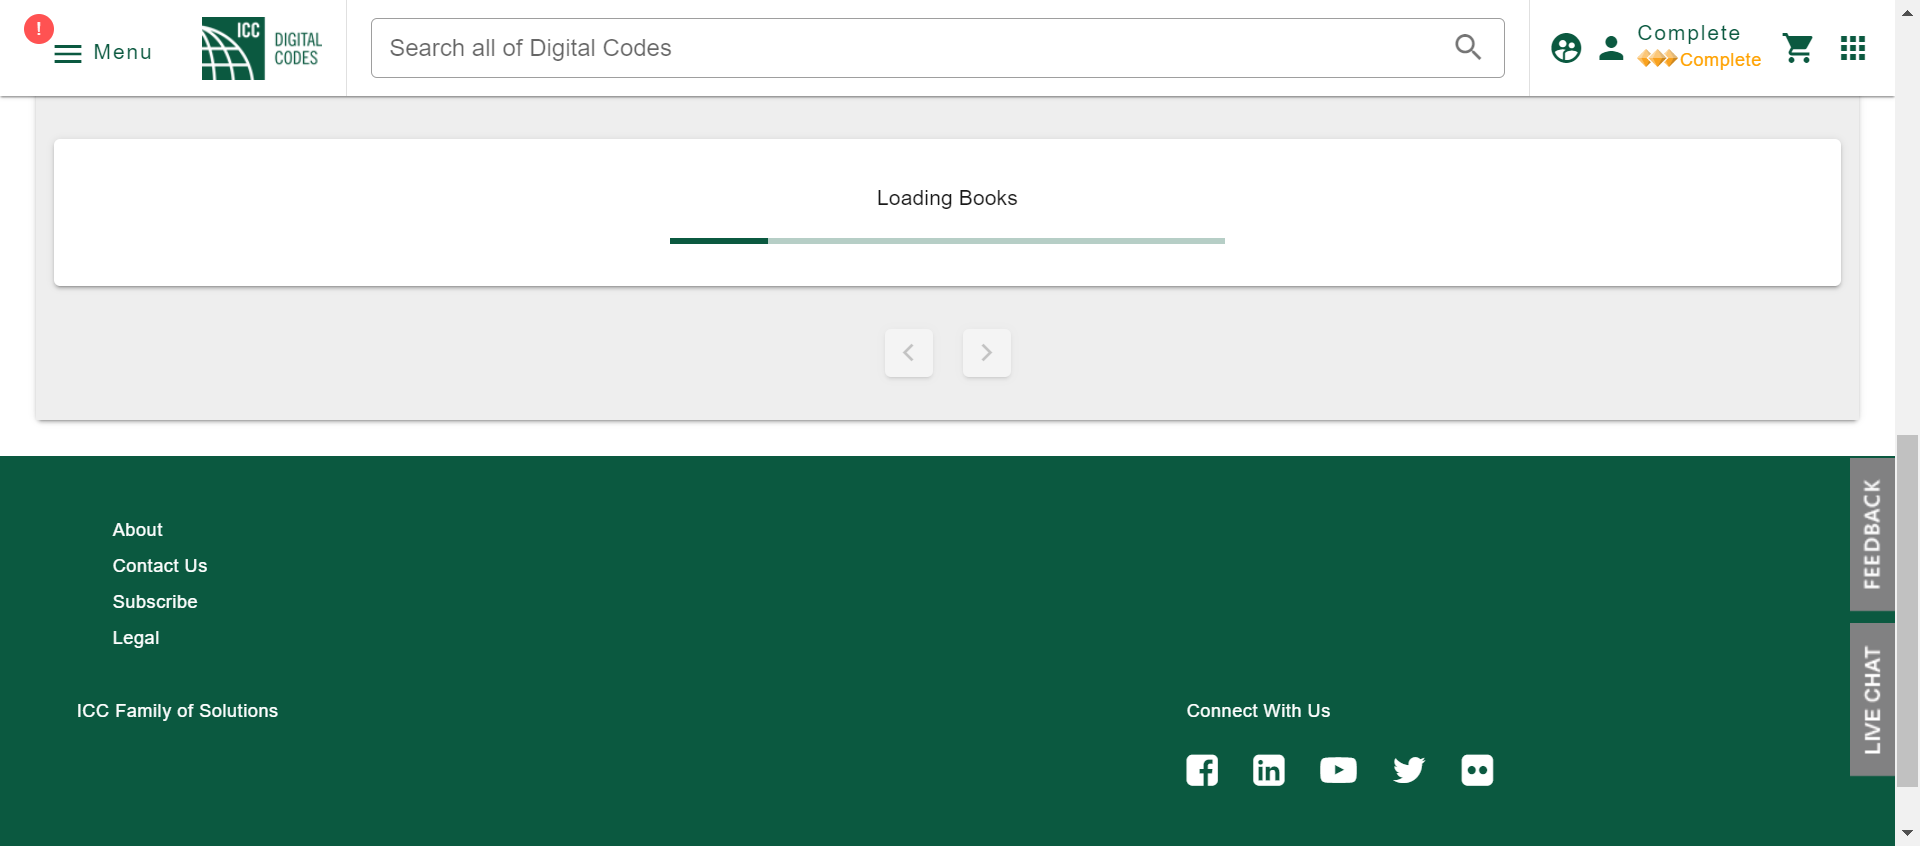 !
Menu
ICC
DIGITAL
CODES
Search all of Digital Codes
Complete
Complete
Loading Books
About
Contact Us
Subscribe
Legal
FEEDBACK
LIVE CHAT
ICC Family of Solutions
Connect With Us